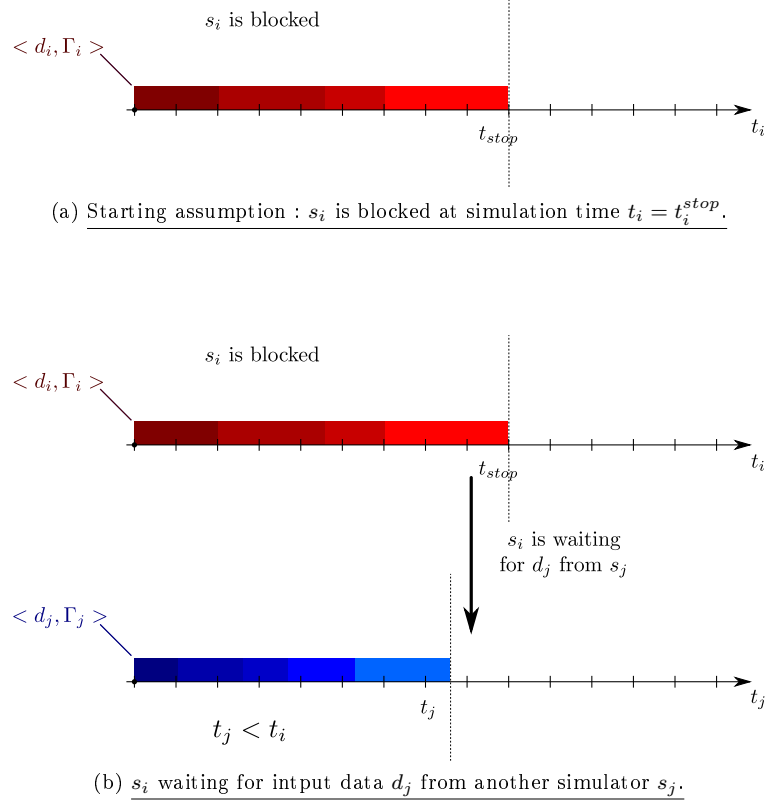 s_i is blocked
< d_i, Γ_i >
t_stop
t_i
(a) Starting assumption : s_i is blocked at simulation time t_i = t_i^stop.
s_i is blocked
< d_i, Γ_i >
t_stop
t_i
s_i is waiting
for d_j from s_j
< d_j, Γ_j >
t_j
t_j
t_j < t_i
(b) s_i waiting for intput data d_j from another simulator s_j.